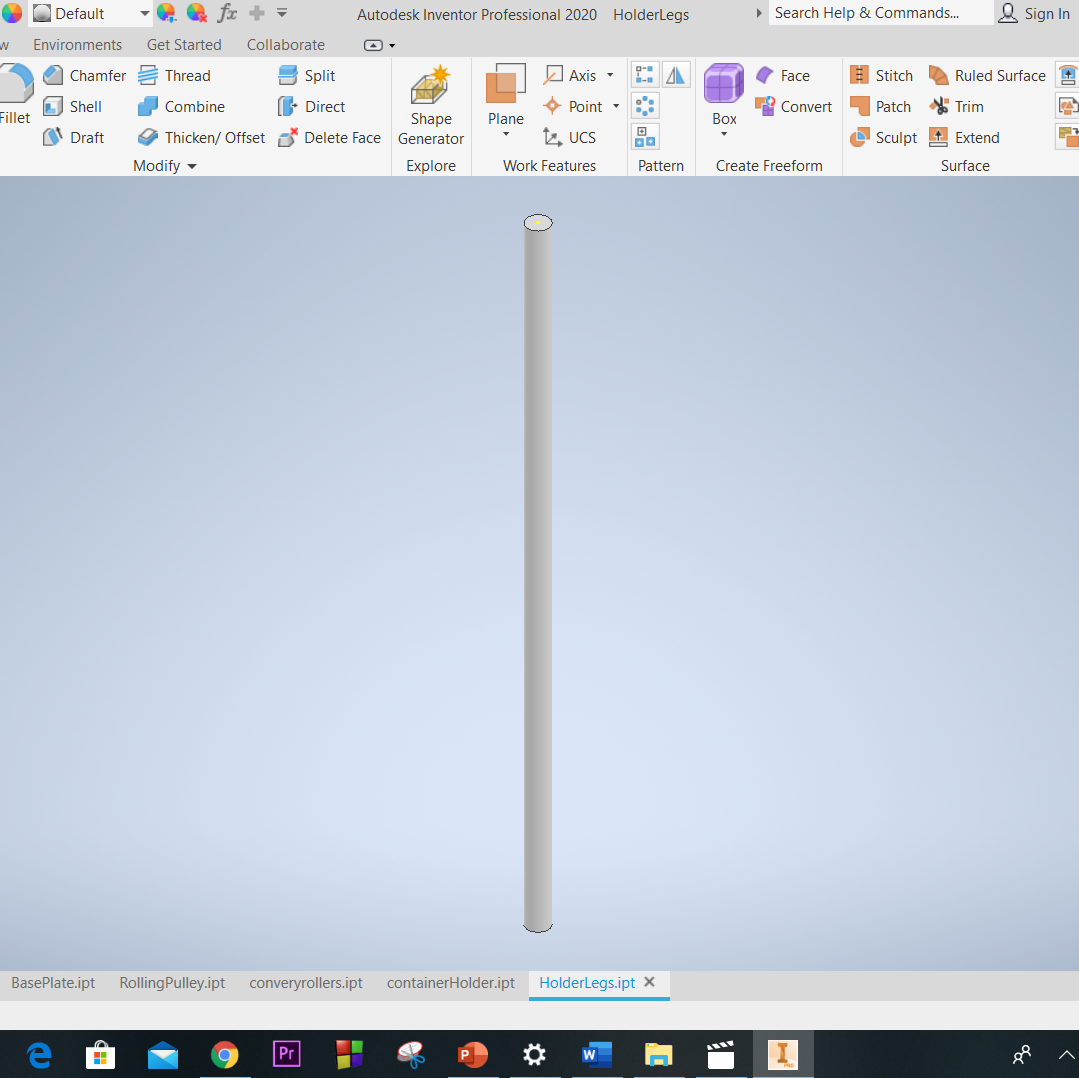 Default fx Autodesk Inventor Professional 2020 HolderLegs Search Help & Commands... Sign In
w Environments Get Started Collaborate
Chamfer Thread Split Axis Face Stitch Ruled Surface
Fillet Shell Combine Direct Shape Generator Plane Point Box Convert Patch Trim
Draft Thicken/ Offset Delete Face UCS Sculpt Extend
Modify Explore Work Features Pattern Create Freeform Surface
BasePlate.ipt RollingPulley.ipt converyrollers.ipt containerHolder.ipt HolderLegs.ipt
e Pr P W I PRO